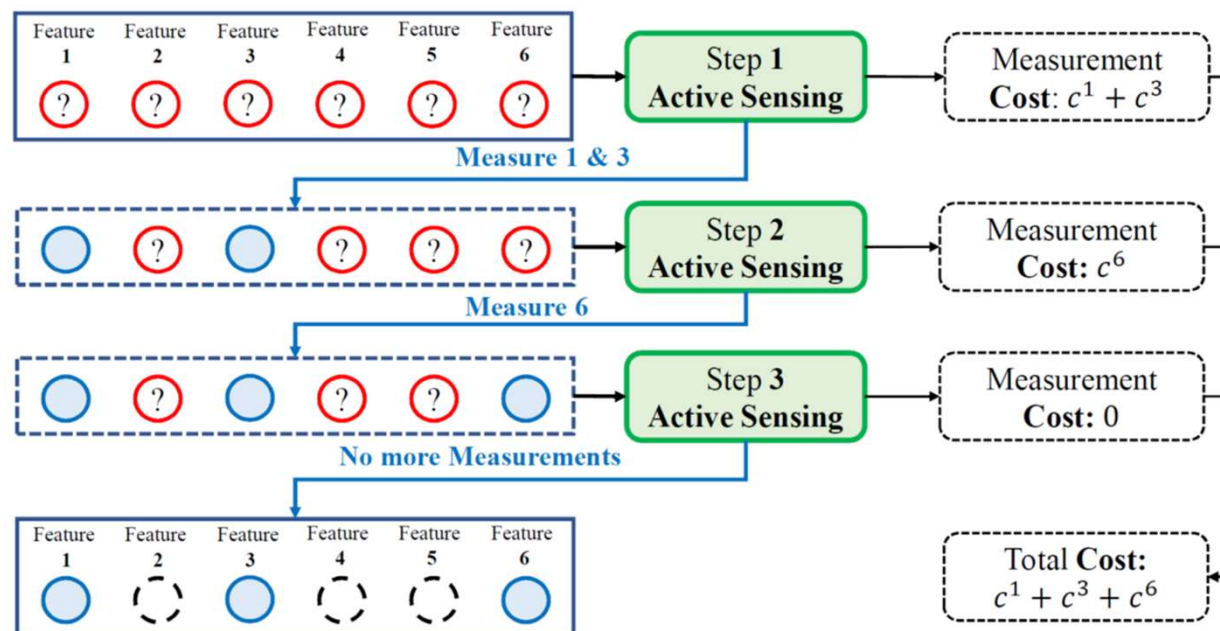 Feature Feature Feature Feature Feature Feature
1 2 3 4 5 6
? ? ? ? ? ?
Step 1
Active Sensing
Measurement
Cost: c¹ + c³
Measure 1 & 3
? ? ? ?
Step 2
Active Sensing
Measurement
Cost: c⁶
Measure 6
? ? ?
Step 3
Active Sensing
Measurement
Cost: 0
No more Measurements
Feature Feature Feature Feature Feature Feature
1 2 3 4 5 6
Total Cost:
c¹ + c³ + c⁶